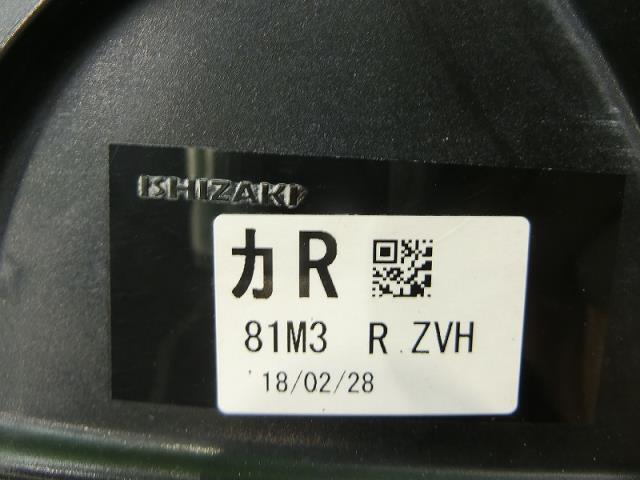 ISHIZAKI
カR
81M3 R ZVH
'18/02/28